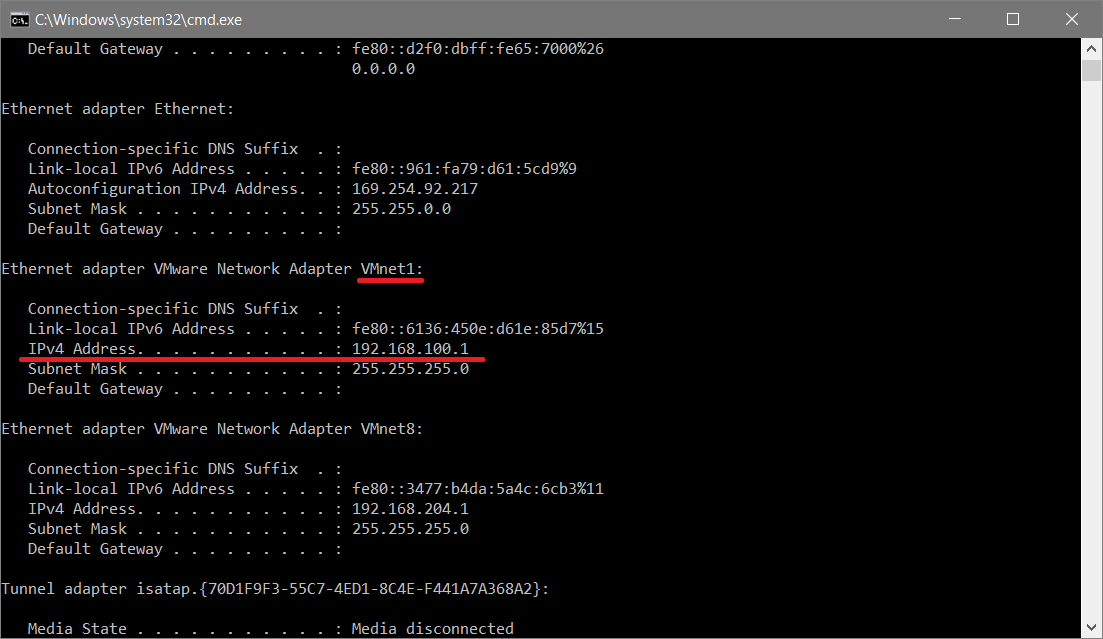 C:\Windows\system32\cmd.exe
Default Gateway . . . . . . . . . : fe80::d2f0:dbff:fe65:7000%26
0.0.0.0
Ethernet adapter Ethernet:
Connection-specific DNS Suffix  . :
Link-local IPv6 Address . . . . . : fe80::961:fa79:d61:5cd9%9
Autoconfiguration IPv4 Address. . : 169.254.92.217
Subnet Mask . . . . . . . . . . . : 255.255.0.0
Default Gateway . . . . . . . . . :
Ethernet adapter VMware Network Adapter VMnet1:
Connection-specific DNS Suffix  . :
Link-local IPv6 Address . . . . . : fe80::6136:450e:d61e:85d7%15
IPv4 Address. . . . . . . . . . . : 192.168.100.1
Subnet Mask . . . . . . . . . . . : 255.255.255.0
Default Gateway . . . . . . . . . :
Ethernet adapter VMware Network Adapter VMnet8:
Connection-specific DNS Suffix  . :
Link-local IPv6 Address . . . . . : fe80::3477:b4da:5a4c:6cb3%11
IPv4 Address. . . . . . . . . . . : 192.168.204.1
Subnet Mask . . . . . . . . . . . : 255.255.255.0
Default Gateway . . . . . . . . . :
Tunnel adapter isatap.{70D1F9F3-55C7-4ED1-8C4E-F441A7A368A2}:
Media State . . . . . . . . . . . : Media disconnected